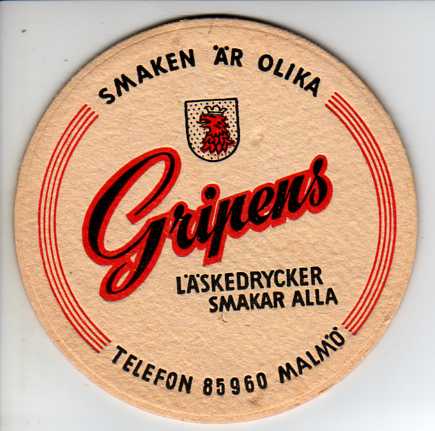 SMAKEN ÄR OLIKA
Gripens
LÄSKEDRYCKER
SMAKAR ALLA
TELEFON 85960 MALMÖ